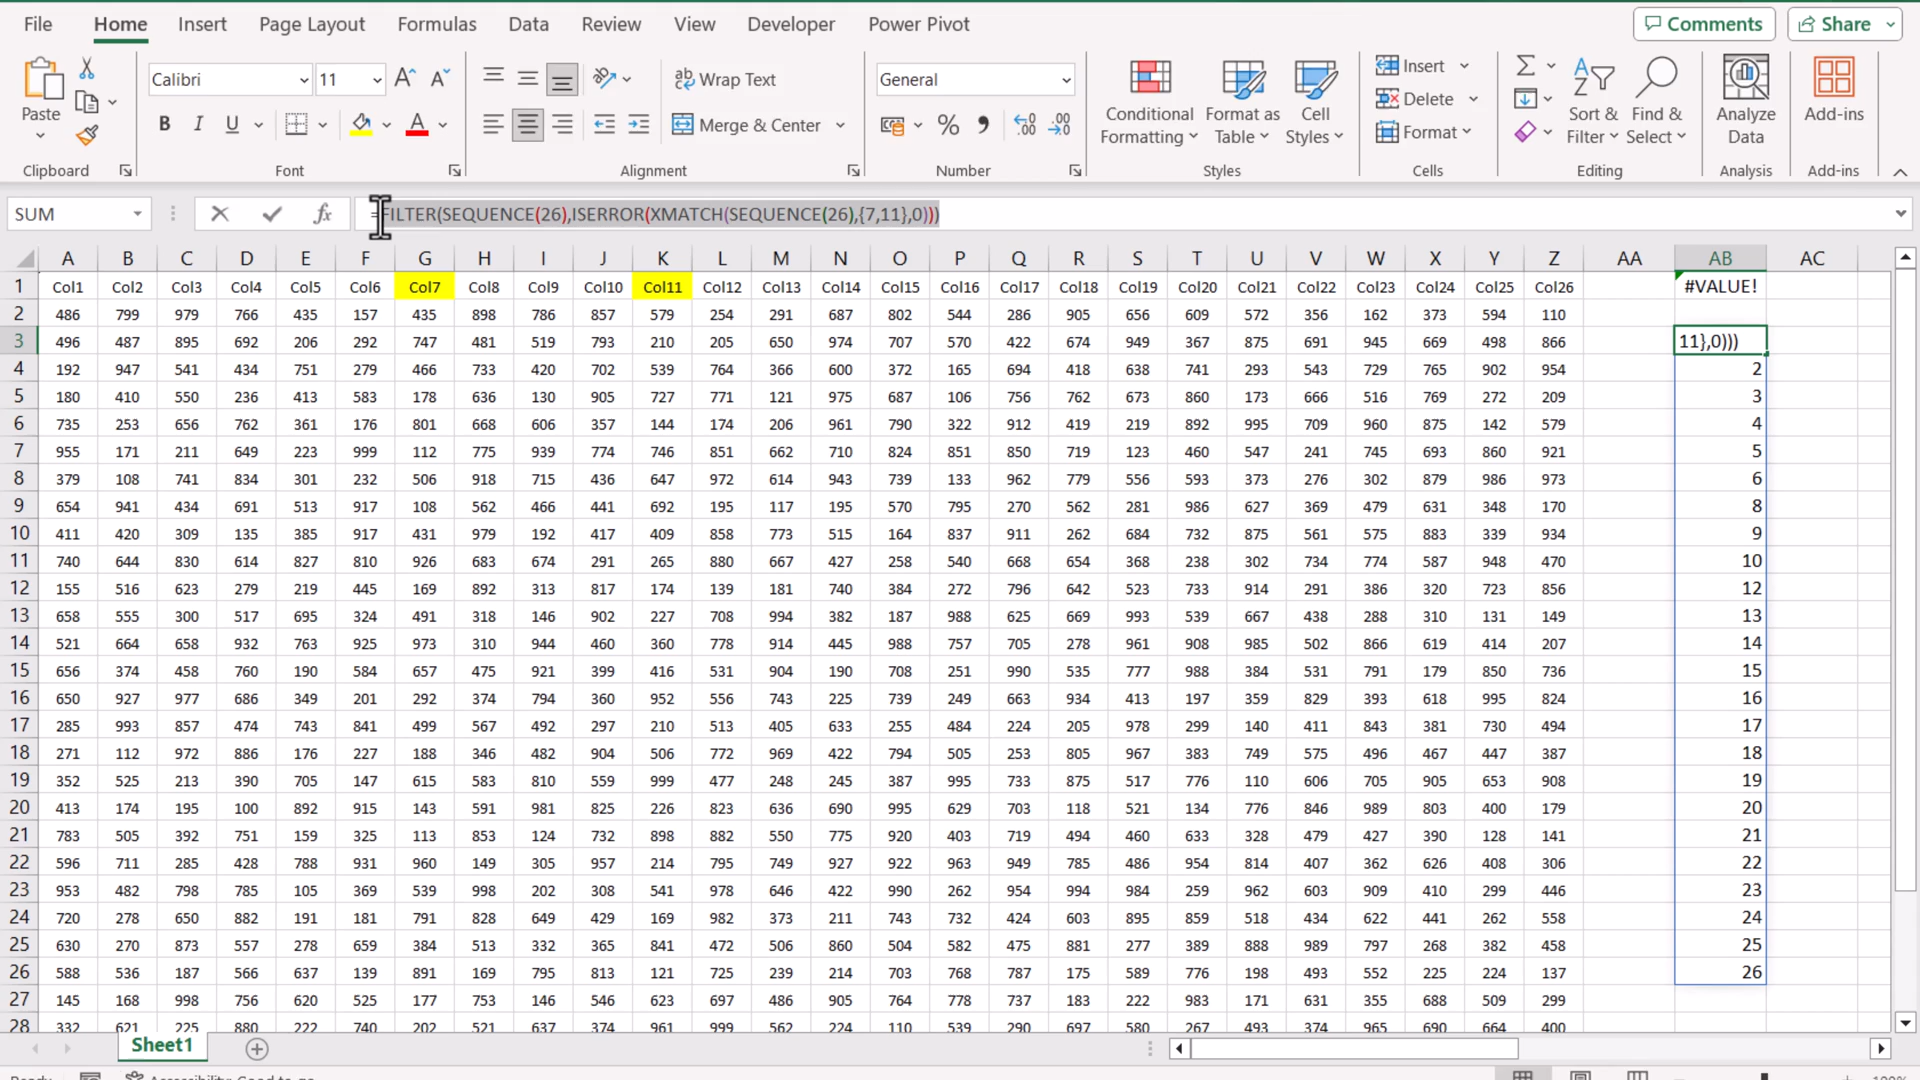 File Home Insert Page Layout Formulas Data Review View Developer Power Pivot Comments Share
Calibri 11 Wrap Text General Insert
Paste Conditional Formatting Format as Table Cell Styles Delete Sort & Filter Find & Select Analyze Data Add-ins
B I U A Merge & Center % Format
Clipboard Font Alignment Number Styles Cells Editing Analysis Add-ins
SUM fx =FILTER(SEQUENCE(26),ISERROR(XMATCH(SEQUENCE(26),{7,11},0)))
A B C D E F G H I J K L M N O P Q R S T U V W X Y Z AA AB AC
1 Col1 Col2 Col3 Col4 Col5 Col6 Col7 Col8 Col9 Col10 Col11 Col12 Col13 Col14 Col15 Col16 Col17 Col18 Col19 Col20 Col21 Col22 Col23 Col24 Col25 Col26 #VALUE!
2 486 799 979 766 435 157 435 898 786 857 579 254 291 687 802 544 286 905 656 609 572 356 162 373 594 110
3 496 487 895 692 206 292 747 481 519 793 210 205 650 974 707 570 422 674 949 367 875 691 945 669 498 866 11},0)))
4 192 947 541 434 751 279 466 733 420 702 539 764 366 600 372 165 694 418 638 741 293 543 729 765 902 954 2
5 180 410 550 236 413 583 178 636 130 905 727 771 121 975 687 106 756 762 673 860 173 666 516 769 272 209 3
6 735 253 656 762 361 176 801 668 606 357 144 174 206 961 790 322 912 419 219 892 995 709 960 875 142 579 4
7 955 171 211 649 223 999 112 775 939 774 746 851 662 710 824 851 850 719 123 460 547 241 745 693 860 921 5
8 379 108 741 834 301 232 506 918 715 436 647 972 614 943 739 133 962 779 556 593 373 276 302 879 986 973 6
9 654 941 434 691 513 917 108 562 466 441 692 195 117 195 570 795 270 562 281 986 627 369 479 631 348 170 8
10 411 420 309 135 385 917 431 979 192 417 409 858 773 515 164 837 911 262 684 732 875 561 575 883 339 934 9
11 740 644 830 614 827 810 926 683 674 291 265 880 667 427 258 540 668 654 368 238 302 734 774 587 948 470 10
12 155 516 623 279 219 445 169 892 313 817 174 139 181 740 384 272 796 642 523 733 914 291 386 320 723 856 12
13 658 555 300 517 695 324 491 318 146 902 227 708 994 382 187 988 625 669 993 539 667 438 288 310 131 149 13
14 521 664 658 932 763 925 973 310 944 460 360 778 914 445 988 757 705 278 961 908 985 502 866 619 414 207 14
15 656 374 458 760 190 584 657 475 921 399 416 531 904 190 708 251 990 535 777 988 384 531 791 179 850 736 15
16 650 927 977 686 349 201 292 374 794 360 952 556 743 225 739 249 663 934 413 197 359 829 393 618 995 824 16
17 285 993 857 474 743 841 499 567 492 297 210 513 405 633 255 484 224 205 978 299 140 411 843 381 730 494 17
18 271 112 972 886 176 227 188 346 482 904 506 772 969 422 794 505 253 805 967 383 749 575 496 467 447 387 18
19 352 525 213 390 705 147 615 583 810 559 999 477 248 245 387 995 733 875 517 776 110 606 705 905 653 908 19
20 413 174 195 100 892 915 143 591 981 825 226 823 636 690 995 629 703 118 521 134 776 846 989 803 400 179 20
21 783 505 392 751 159 325 113 853 124 732 898 882 550 775 920 403 719 494 460 633 328 479 427 390 128 141 21
22 596 711 285 428 788 931 960 149 305 957 214 795 749 927 922 963 949 785 486 954 814 407 362 626 408 306 22
23 953 482 798 785 105 369 539 998 202 308 541 978 646 422 990 262 954 994 984 259 962 603 909 410 299 446 23
24 720 278 650 882 191 181 791 828 649 429 169 982 373 211 743 732 424 603 895 859 518 434 622 441 262 558 24
25 630 270 873 557 278 659 384 513 332 365 841 472 506 860 504 582 475 881 277 389 888 989 797 268 382 458 25
26 588 536 187 566 637 139 891 169 795 813 121 725 239 214 703 768 787 175 589 776 198 493 552 225 224 137 26
27 145 168 998 756 620 525 177 753 146 546 623 697 486 905 764 778 737 183 222 983 171 631 355 688 509 299
28 332 621 225 880 222 740 202 521 637 374 961 999 562 224 110 539 290 697 580 267 493 374 965 690 664 400
Sheet1